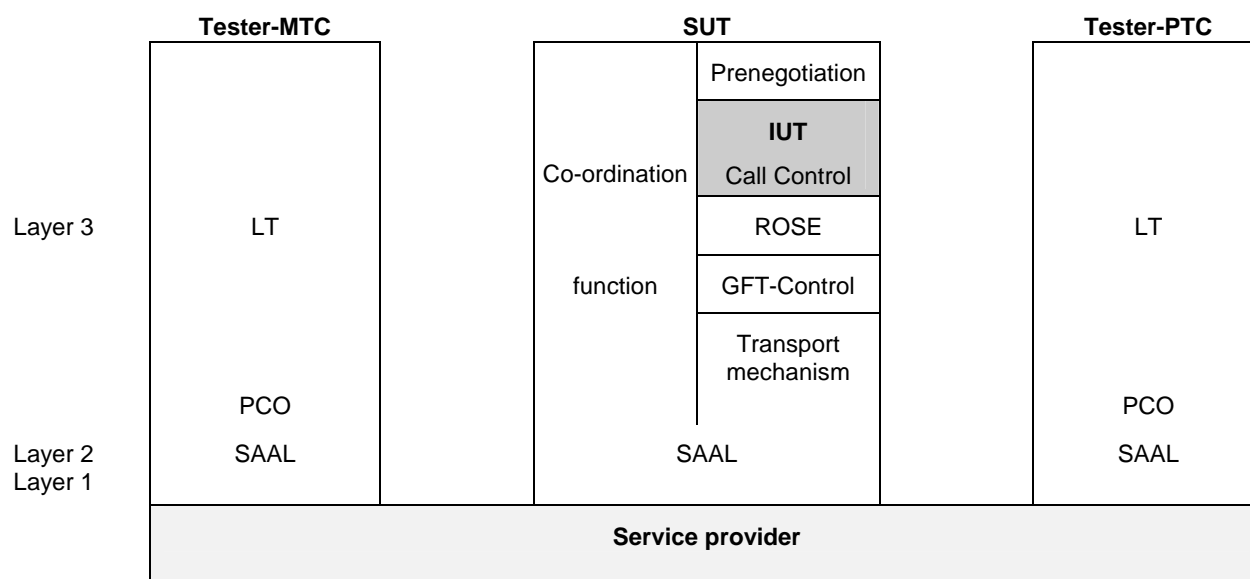 Tester-MTC SUT Tester-PTC
Prenegotiation
IUT
Co-ordination Call Control
Layer 3 LT ROSE LT
function GFT-Control
Transport
mechanism
PCO PCO
Layer 2 SAAL SAAL SAAL
Layer 1
Service provider